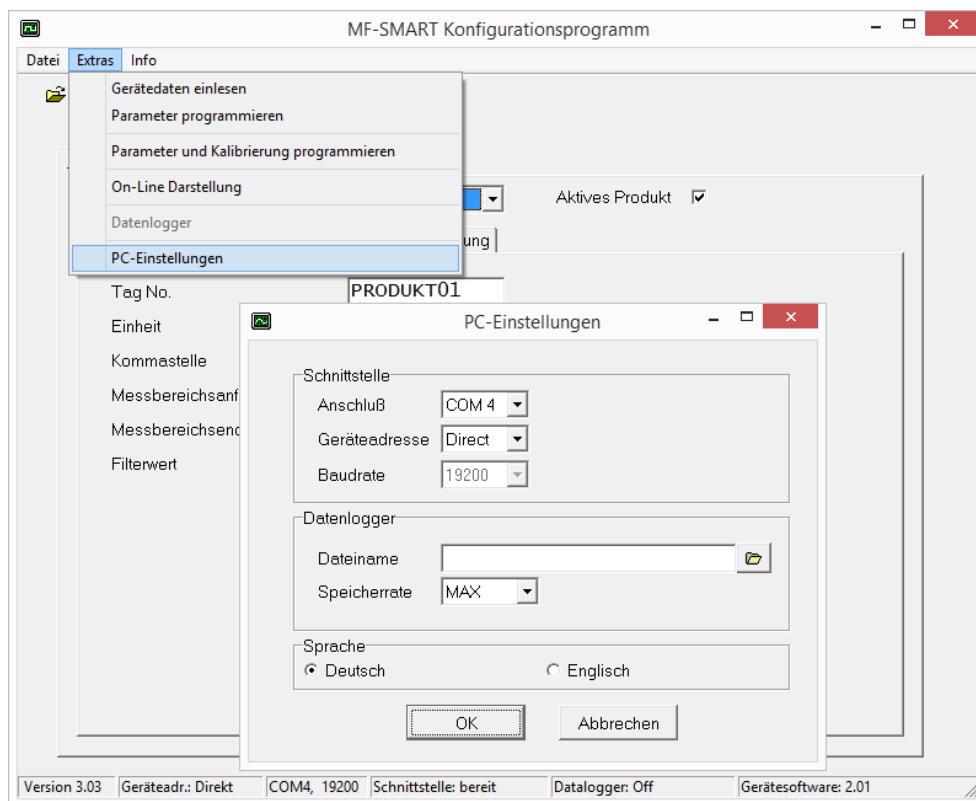 MF-SMART Konfigurationsprogramm
Datei Extras Info
Gerätedaten einlesen
Parameter programmieren
Parameter und Kalibrierung programmieren
On-Line Darstellung
Datenlogger
PC-Einstellungen
Aktives Produkt
ung
Tag No. PRODUKT01
Einheit
Kommastelle
Messbereichsanf
Messbereichsend
Filterwert
PC-Einstellungen
Schnittstelle
Anschluß COM 4
Geräteadresse Direct
Baudrate 19200
Datenlogger
Dateiname
Speicherrate MAX
Sprache
Deutsch Englisch
OK Abbrechen
Version 3.03 Geräteadr.: Direkt COM4, 19200 Schnittstelle: bereit Datalogger: Off Gerätesoftware: 2.01